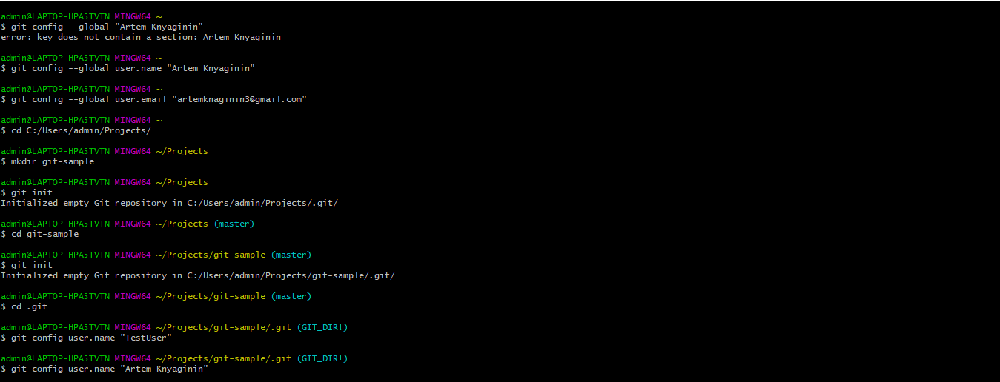 admin@LAPTOP-HPA5TVTN MINGW64 ~
$ git config --global "Artem Knyaginin"
error: key does not contain a section: Artem Knyaginin
admin@LAPTOP-HPA5TVTN MINGW64 ~
$ git config --global user.name "Artem Knyaginin"
admin@LAPTOP-HPA5TVTN MINGW64 ~
$ git config --global user.email "artemknaginin3@gmail.com"
admin@LAPTOP-HPA5TVTN MINGW64 ~
$ cd C:/Users/admin/Projects/
admin@LAPTOP-HPA5TVTN MINGW64 ~/Projects
$ mkdir git-sample
admin@LAPTOP-HPA5TVTN MINGW64 ~/Projects
$ git init
Initialized empty Git repository in C:/Users/admin/Projects/.git/
admin@LAPTOP-HPA5TVTN MINGW64 ~/Projects (master)
$ cd git-sample
admin@LAPTOP-HPA5TVTN MINGW64 ~/Projects/git-sample (master)
$ git init
Initialized empty Git repository in C:/Users/admin/Projects/git-sample/.git/
admin@LAPTOP-HPA5TVTN MINGW64 ~/Projects/git-sample (master)
$ cd .git
admin@LAPTOP-HPA5TVTN MINGW64 ~/Projects/git-sample/.git (GIT_DIR!)
$ git config user.name "TestUser"
admin@LAPTOP-HPA5TVTN MINGW64 ~/Projects/git-sample/.git (GIT_DIR!)
$ git config user.name "Artem Knyaginin"